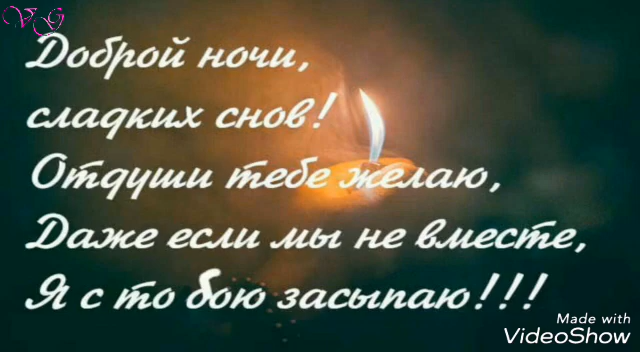 VG
Доброй ночи,
сладких снов!
Отдуши тебе желаю,
Даже если мы не вместе,
Я с то бою засыпаю!!!
Made with
VideoShow